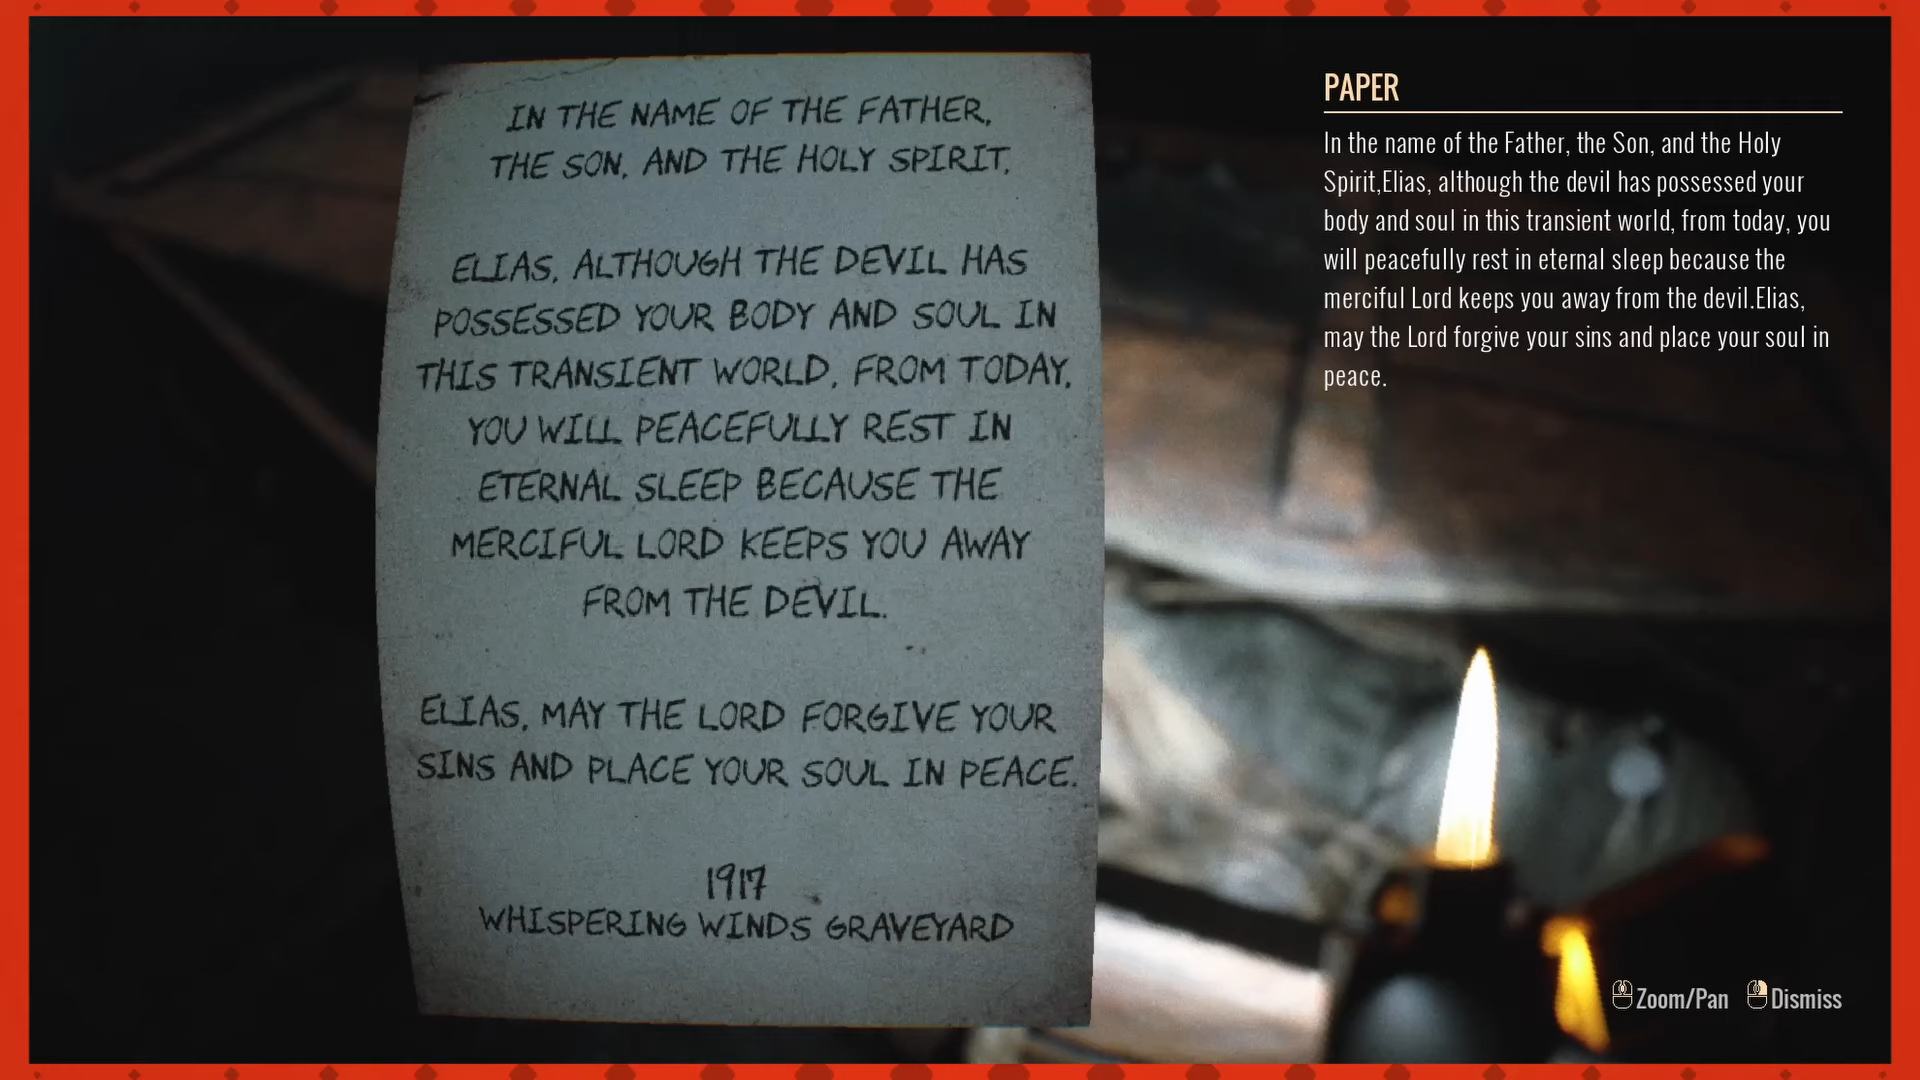 IN THE NAME OF THE FATHER,
THE SON, AND THE HOLY SPIRIT,
ELIAS, ALTHOUGH THE DEVIL HAS
POSSESSED YOUR BODY AND SOUL IN
THIS TRANSIENT WORLD, FROM TODAY,
YOU WILL PEACEFULLY REST IN
ETERNAL SLEEP BECAUSE THE
MERCIFUL LORD KEEPS YOU AWAY
FROM THE DEVIL.
ELIAS, MAY THE LORD FORGIVE YOUR
SINS AND PLACE YOUR SOUL IN PEACE.
1917
WHISPERING WINDS GRAVEYARD
PAPER
In the name of the Father, the Son, and the Holy
Spirit,Elias, although the devil has possessed your
body and soul in this transient world, from today, you
will peacefully rest in eternal sleep because the
merciful Lord keeps you away from the devil.Elias,
may the Lord forgive your sins and place your soul in
peace.
Zoom/Pan Dismiss